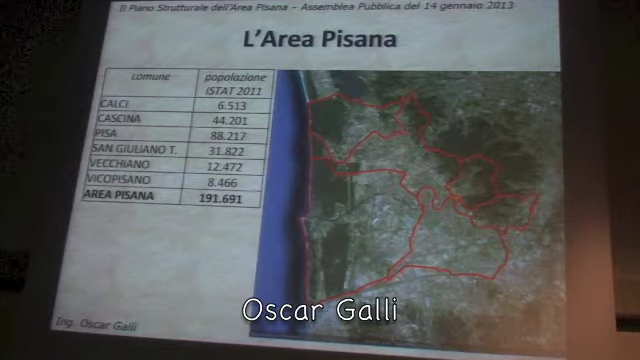 Il Piano Strutturale dell'Area Pisana – Assemblea Pubblica del 14 gennaio 2013
L'Area Pisana
comune popolazione ISTAT 2011
CALCI 6.513
CASCINA 44.201
PISA 88.217
SAN GIULIANO T. 31.822
VECCHIANO 12.472
VICOPISANO 8.466
AREA PISANA 191.691
Oscar Galli
Ing. Oscar Galli